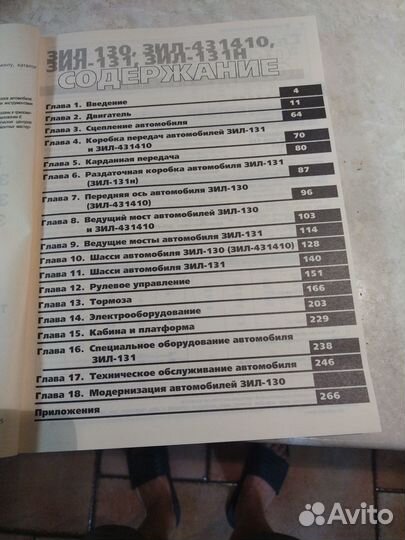 ЗИЛ 130, ЗИЛ-431410,
ЗИЛ-131, ЗИЛ-131Н
СОДЕРЖАНИЕ
4
Глава 1. Введение 11
Глава 2. Двигатель 64
Глава 3. Сцепление автомобиля
Глава 4. Коробка передач автомобилей ЗИЛ-131 70
и ЗИЛ-431410 80
Глава 5. Карданная передача
Глава 6. Раздаточная коробка автомобиля ЗИЛ-131 87
(ЗИЛ-131н)
Глава 7. Передняя ось автомобиля ЗИЛ-130 96
(ЗИЛ-431410)
Глава 8. Ведущий мост автомобилей ЗИЛ-130 103
и ЗИЛ-431410 114
Глава 9. Ведущие мосты автомобиля ЗИЛ-131
Глава 10. Шасси автомобиля ЗИЛ-130 (ЗИЛ-431410) 128
Глава 11. Шасси автомобиля ЗИЛ-131 140
Глава 12. Рулевое управление 151
Глава 13. Тормоза 166
Глава 14. Электрооборудование 203
Глава 15. Кабина и платформа 229
Глава 16. Специальное оборудование автомобиля 238
ЗИЛ-131
Глава 17. Техническое обслуживание автомобиля 246
Глава 18. Модернизация автомобилей ЗИЛ-130 266
Приложения
Avito